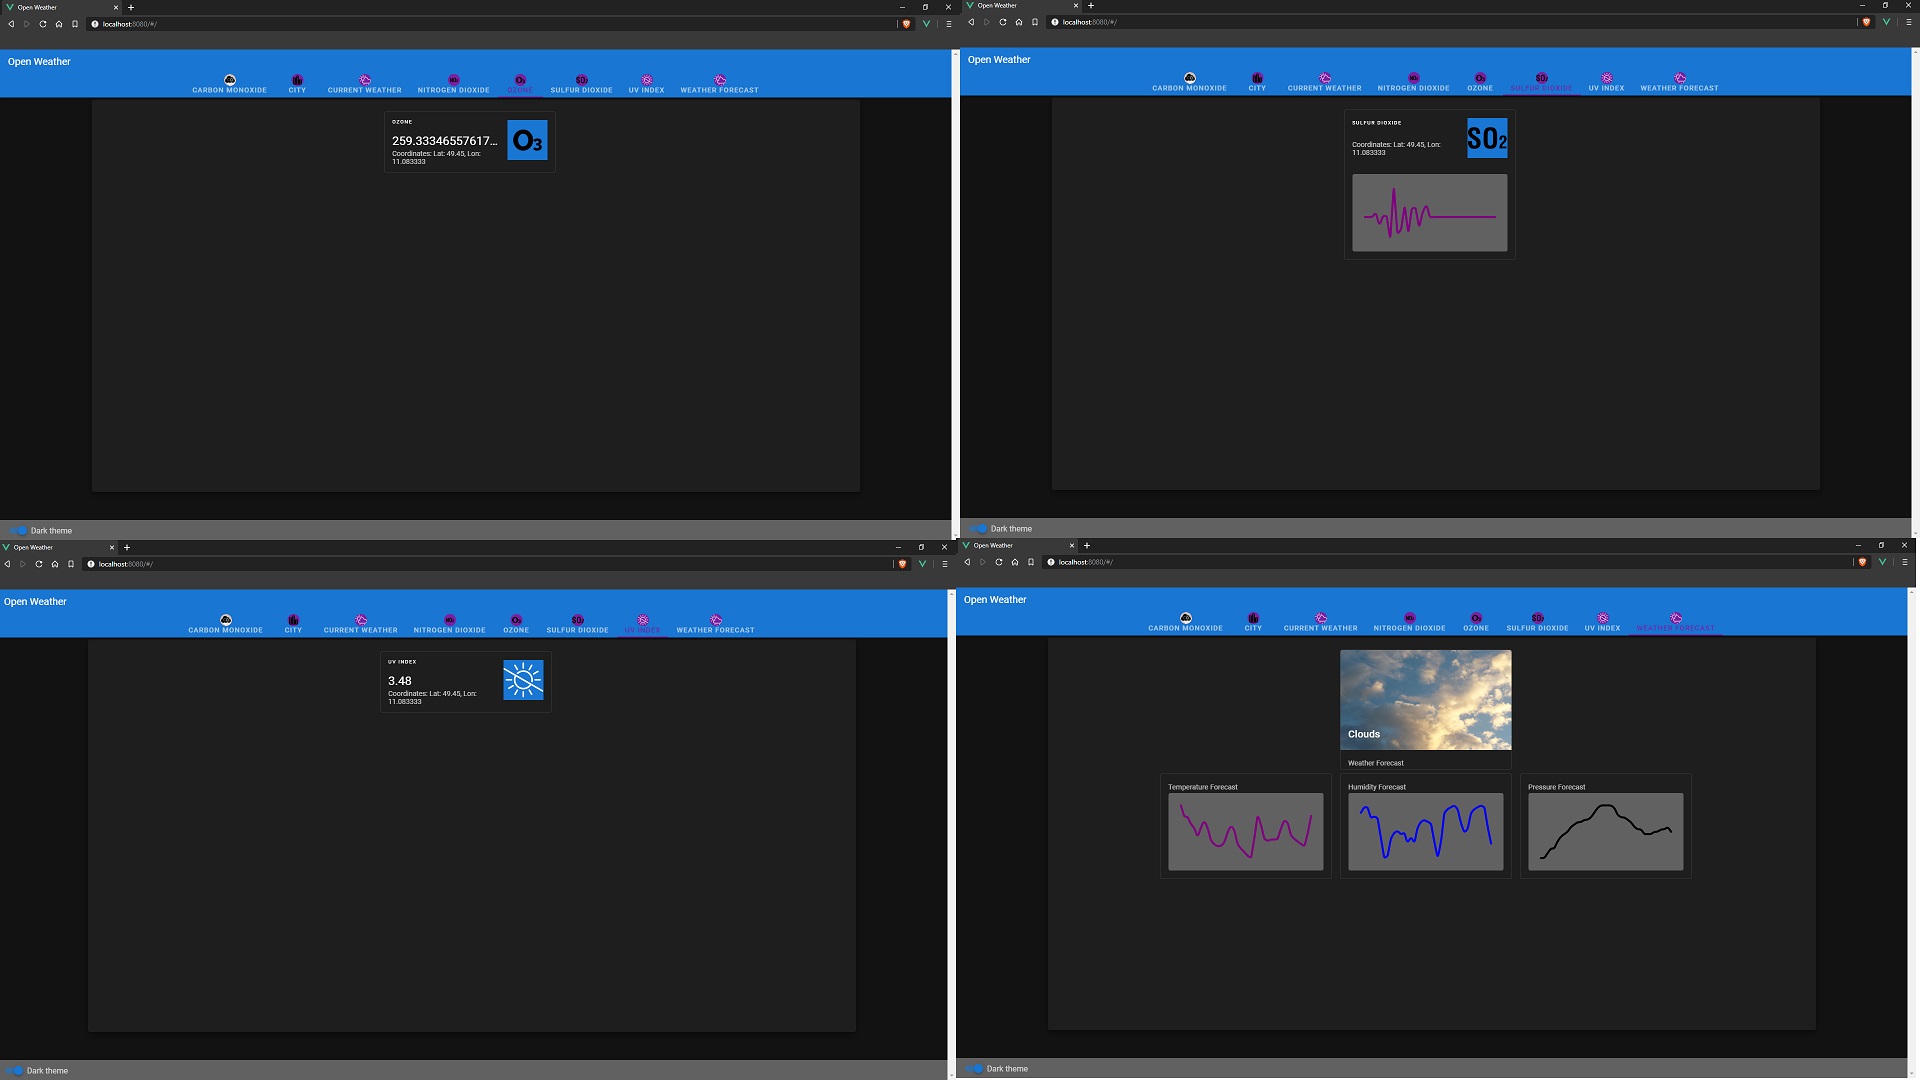 Open Weather
localhost:8080/#/
Open Weather
CARBON MONOXIDE CITY CURRENT WEATHER NITROGEN DIOXIDE OZONE SULFUR DIOXIDE UV INDEX WEATHER FORECAST
OZONE
259.33346557617...
Coordinates: Lat: 49.45, Lon:
11.083333
O3
Dark theme
Open Weather
localhost:8080/#/
Open Weather
CARBON MONOXIDE CITY CURRENT WEATHER NITROGEN DIOXIDE OZONE SULFUR DIOXIDE UV INDEX WEATHER FORECAST
SULFUR DIOXIDE
Coordinates: Lat: 49.45, Lon:
11.083333
SO2
Dark theme
Open Weather
localhost:8080/#/
Open Weather
CARBON MONOXIDE CITY CURRENT WEATHER NITROGEN DIOXIDE OZONE SULFUR DIOXIDE UV INDEX WEATHER FORECAST
UV INDEX
3.48
Coordinates: Lat: 49.45, Lon:
11.083333
Dark theme
Open Weather
localhost:8080/#/
Open Weather
CARBON MONOXIDE CITY CURRENT WEATHER NITROGEN DIOXIDE OZONE SULFUR DIOXIDE UV INDEX WEATHER FORECAST
Clouds
Weather Forecast
Temperature Forecast
Humidity Forecast
Pressure Forecast
Dark theme